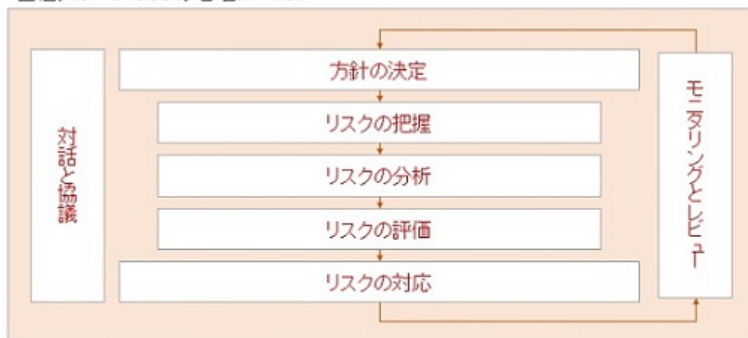 方針の決定
リスクの把握
リスクの分析
リスクの評価
リスクの対応
対話と協議
モニタリングとレビュー